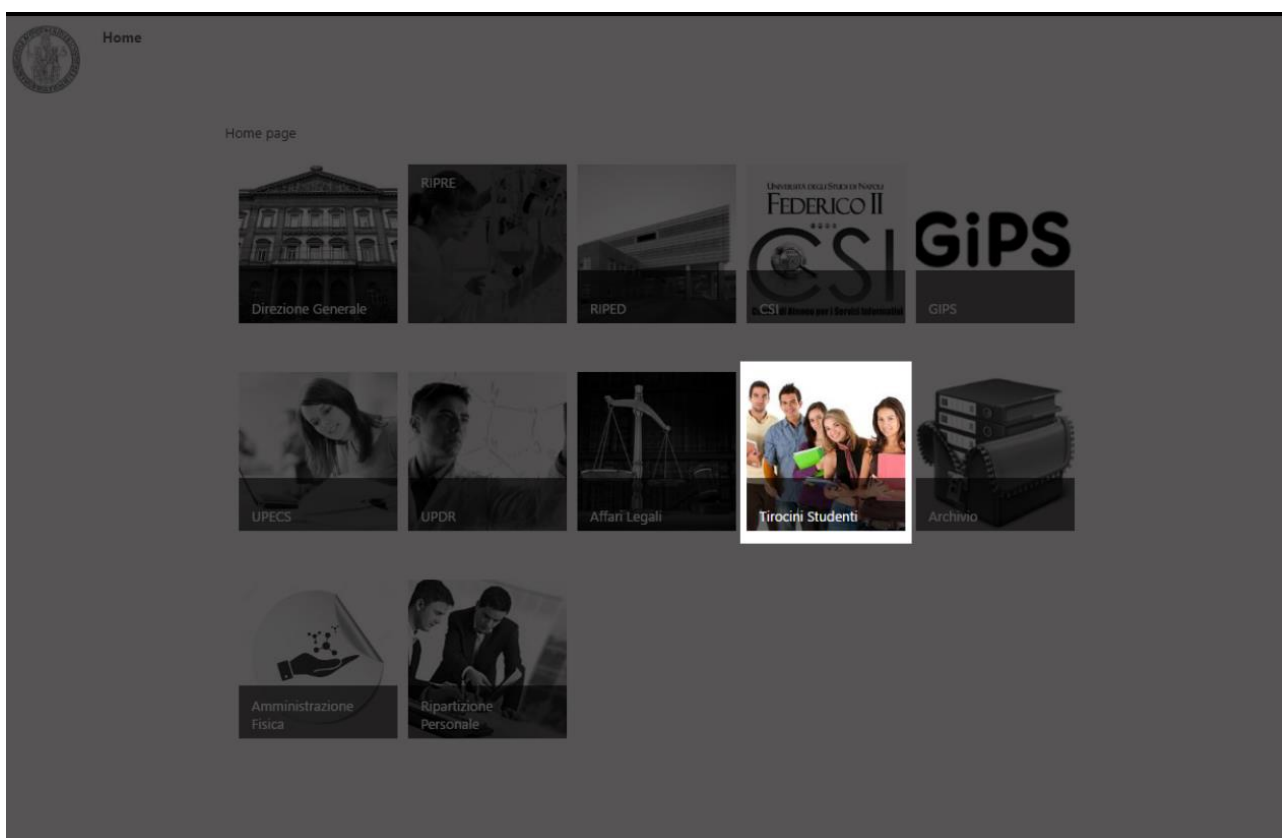 Home
Home page
Direzione Generale
RIPRE
RIPED
UNIVERSITÀ DEGLI STUDI DI NAPOLI
FEDERICO II
CSI
CSI
GiPS
GIPS
UPECS
UPDR
Affari Legali
Tirocini Studenti
Archivio
Amministrazione
Fisica
Ripartizione
Personale